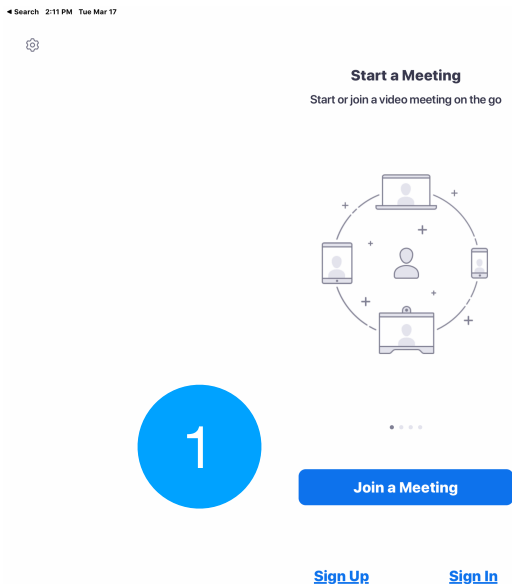 ◄ Search 2:11 PM Tue Mar 17
Start a Meeting
Start or join a video meeting on the go
1
Join a Meeting
Sign Up Sign In